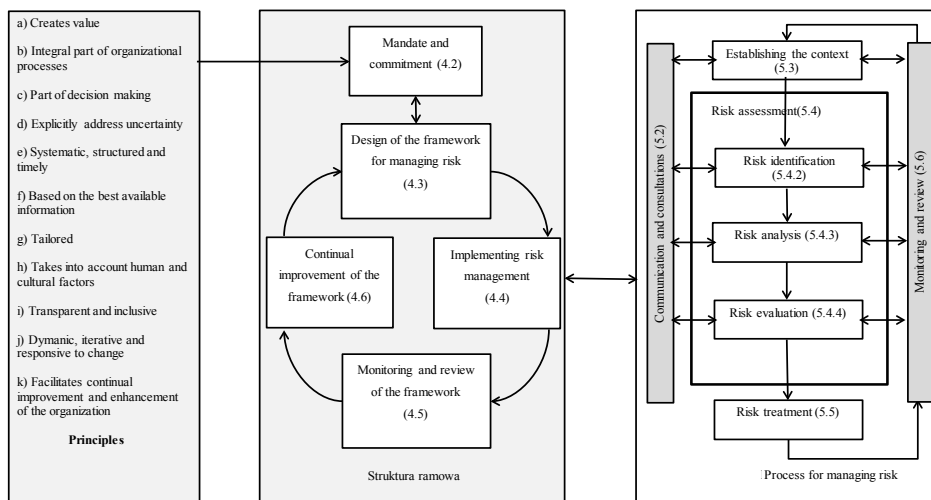 a) Creates value
b) Integral part of organizational
processes
c) Part of decision making
d) Explicitly address uncertainty
e) Systematic, structured and
timely
f) Based on the best available
information
g) Tailored
h) Takes into account human and
cultural factors
i) Transparent and inclusive
j) Dymanic, iterative and
responsive to change
k) Facilitates continual
improvement and enhancement
of the organization
Principles
Mandate and
commitment (4.2)
Design of the framework
for managing risk
(4.3)
Continual
improvement of the
framework (4.6)
Implementing risk
management
(4.4)
Monitoring and review
of the framework
(4.5)
Struktura ramowa
Communication and consultations (5.2)
Establishing the context
(5.3)
Risk assessment(5.4)
Risk identification
(5.4.2)
Risk analysis (5.4.3)
Risk evaluation (5.4.4)
Risk treatment (5.5)
Monitoring and review (5.6)
Process for managing risk